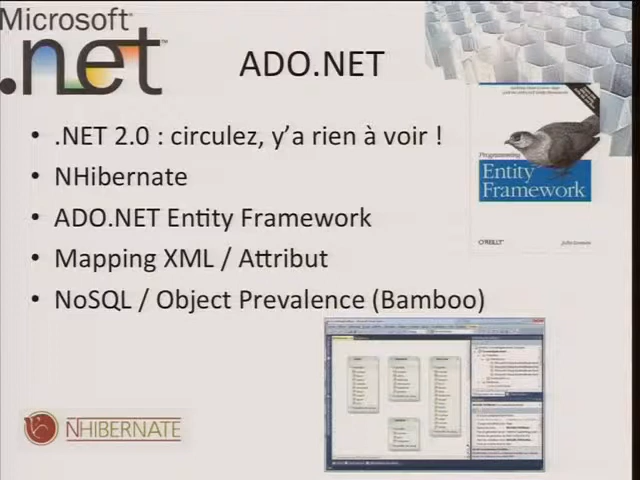 Microsoft
.net
ADO.NET
.NET 2.0 : circulez, y'a rien à voir !
NHibernate
ADO.NET Entity Framework
Mapping XML / Attribut
NoSQL / Object Prevalence (Bamboo)
Programming
Entity
Framework
O'REILLY
NHIBERNATE